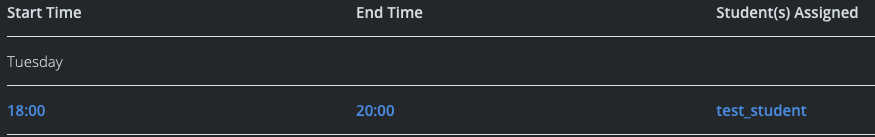 Start Time End Time Student(s) Assigned
Tuesday
18:00 20:00 test_student